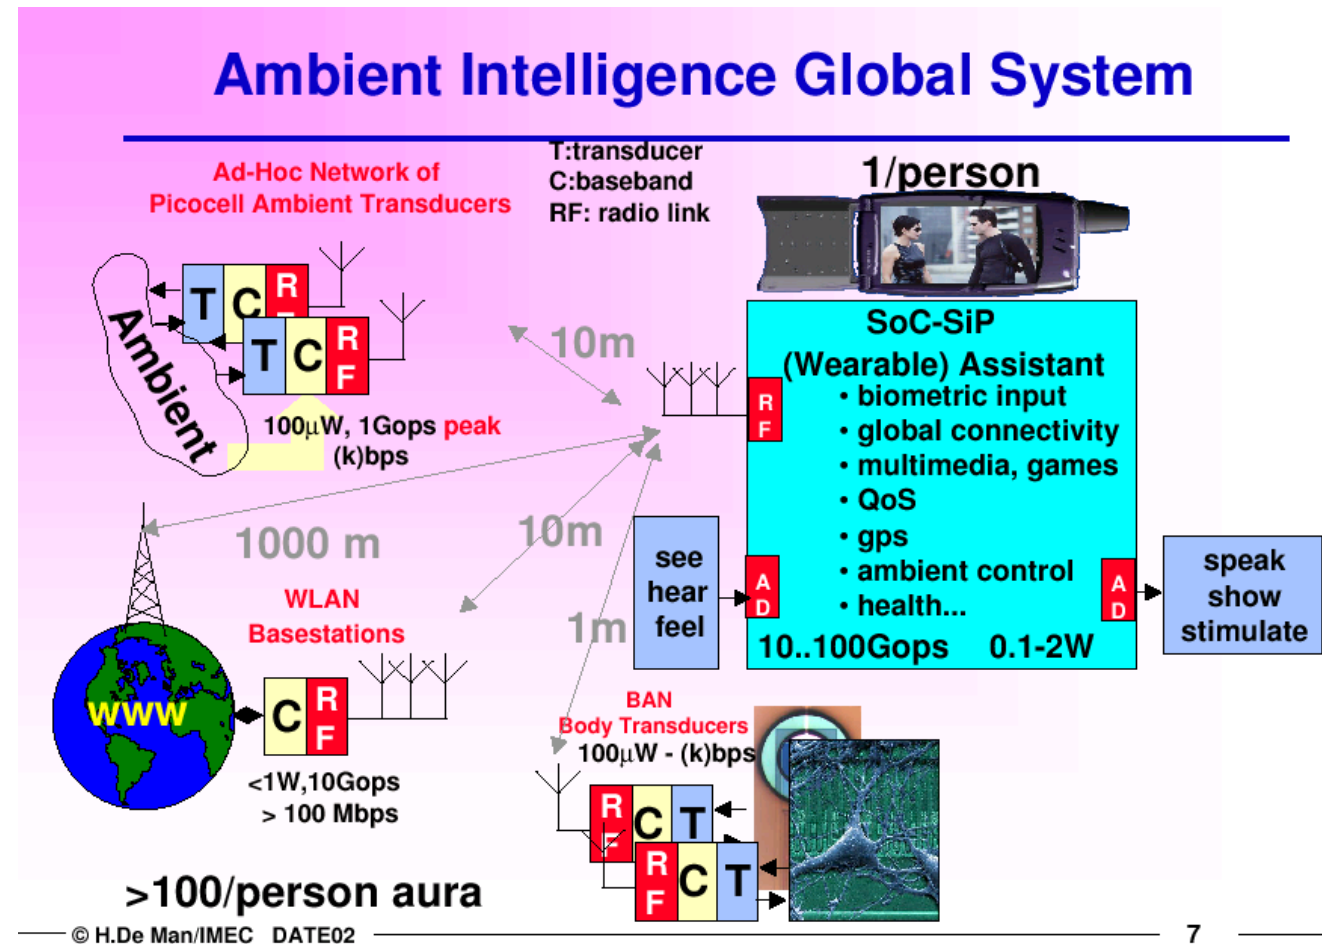 Ambient Intelligence Global System
Ad-Hoc Network of
Picocell Ambient Transducers
T:transducer
C:baseband
RF: radio link
1/person
T C R
T C R F
Ambient
100µW, 1Gops peak
(k)bps
10m
1000 m
10m
1m
SoC-SiP
(Wearable) Assistant
• biometric input
• global connectivity
• multimedia, games
• QoS
• gps
• ambient control
• health...
10..100Gops 0.1-2W
R
F
A
D
A
D
see
hear
feel
speak
show
stimulate
WLAN
Basestations
WWW
C R F
<1W,10Gops
> 100 Mbps
BAN
Body Transducers
100µW - (k)bps
R F C T
R F C T
>100/person aura
© H.De Man/IMEC DATE02
7